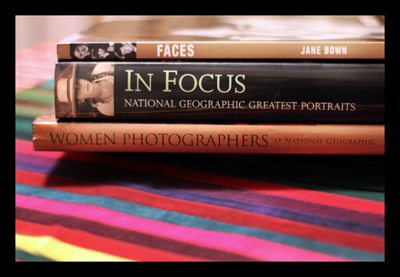 FACES JANE BOWN
IN FOCUS
NATIONAL GEOGRAPHIC GREATEST PORTRAITS
WOMEN PHOTOGRAPHERS AT NATIONAL GEOGRAPHIC